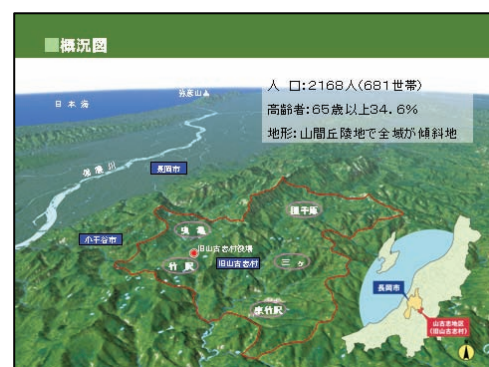 ■概況図
人　口:2168人(681世帯)
高齢者:65歳以上34.6%
地形:山間丘陵地で全域が傾斜地
日本海
弥彦山▲
信濃川
長岡市
小千谷市
種苧原
虫亀
旧山古志村役場
竹沢
旧山古志村
三ヶ
東竹沢
長岡市
山古志地区
(旧山古志村)